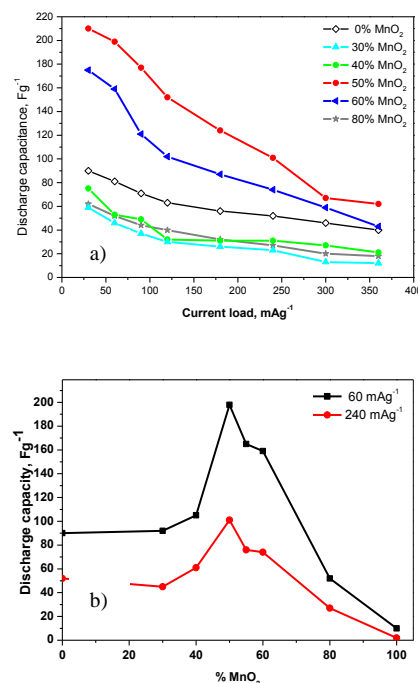 220
200
180
160
140
120
100
80
60
40
20
0
Discharge capacitance, Fg⁻¹
0% MnO₂
30% MnO₂
40% MnO₂
50% MnO₂
60% MnO₂
80% MnO₂
a)
0 50 100 150 200 250 300 350 400
Current load, mAg⁻¹
200
180
160
140
120
100
80
60
40
20
0
Discharge capacity, Fg⁻¹
60 mAg⁻¹
240 mAg⁻¹
b)
0 20 40 60 80 100
% MnO₂